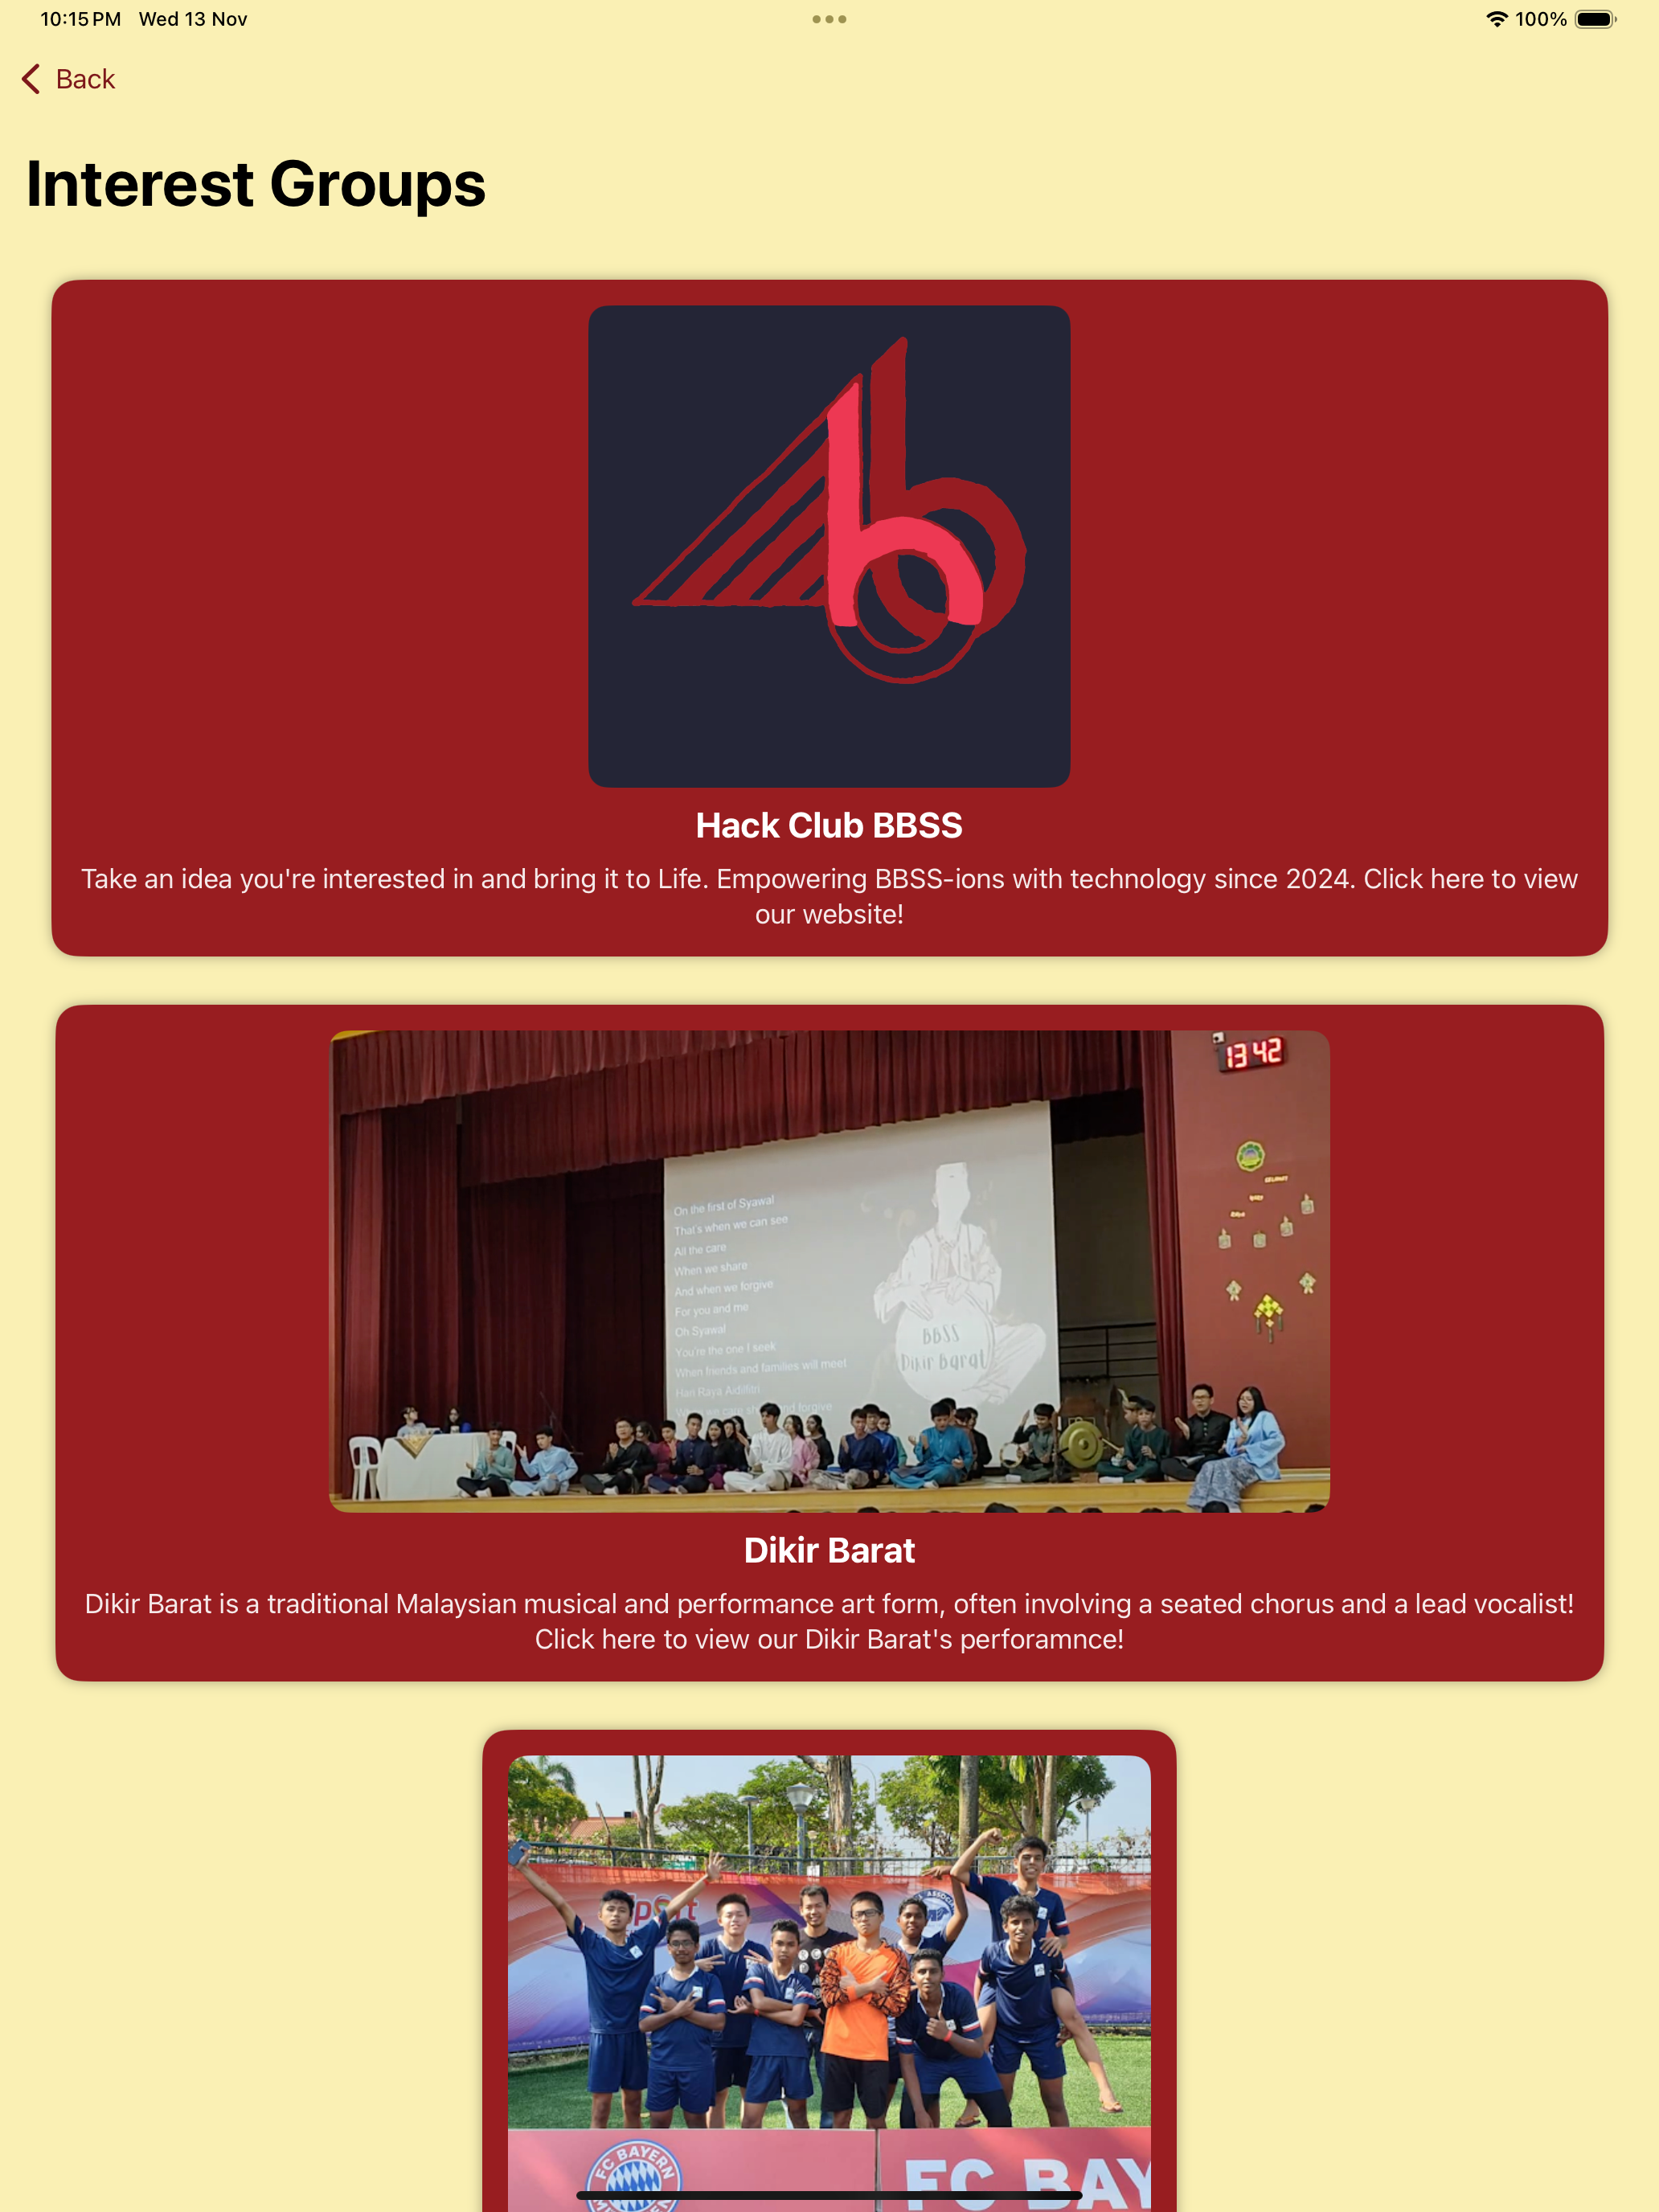 10:15 PM Wed 13 Nov
100%
Back
Interest Groups
Hack Club BBSS
Take an idea you're interested in and bring it to Life. Empowering BBSS-ions with technology since 2024. Click here to view
our website!
13 42
On the first of Syawal
That's when we can see
All the care
When we share
And when we forgive
For you and me
Oh Syawal
You're the one I seek
When friends and families will meet
Hari Raya Aidilfitri
we care nd forgive
BBSS
Dikir Barat
Dikir Barat
Dikir Barat is a traditional Malaysian musical and performance art form, often involving a seated chorus and a lead vocalist!
Click here to view our Dikir Barat's perforamnce!
FC BAYERN
FC BAY